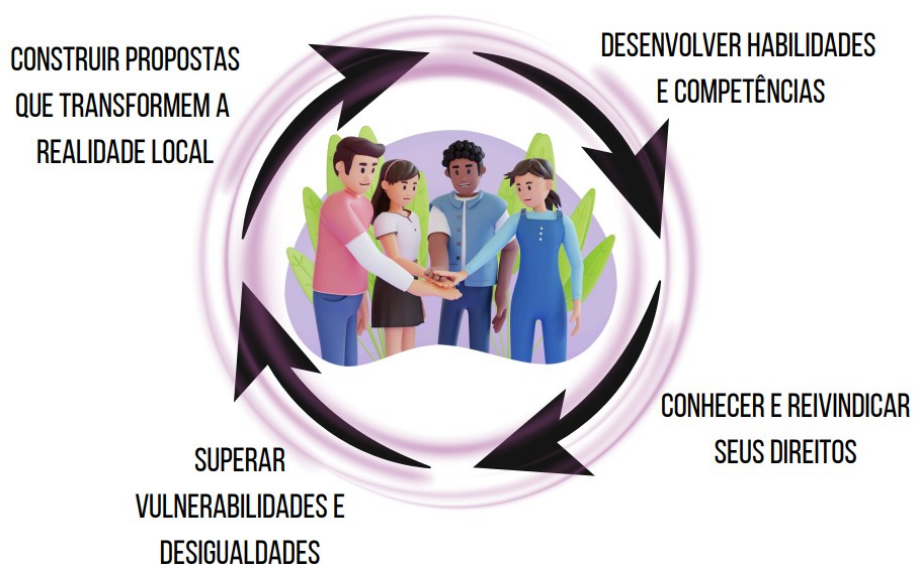 CONSTRUIR PROPOSTAS
QUE TRANSFORMEM A
REALIDADE LOCAL
DESENVOLVER HABILIDADES
E COMPETÊNCIAS
CONHECER E REIVINDICAR
SEUS DIREITOS
SUPERAR
VULNERABILIDADES E
DESIGUALDADES